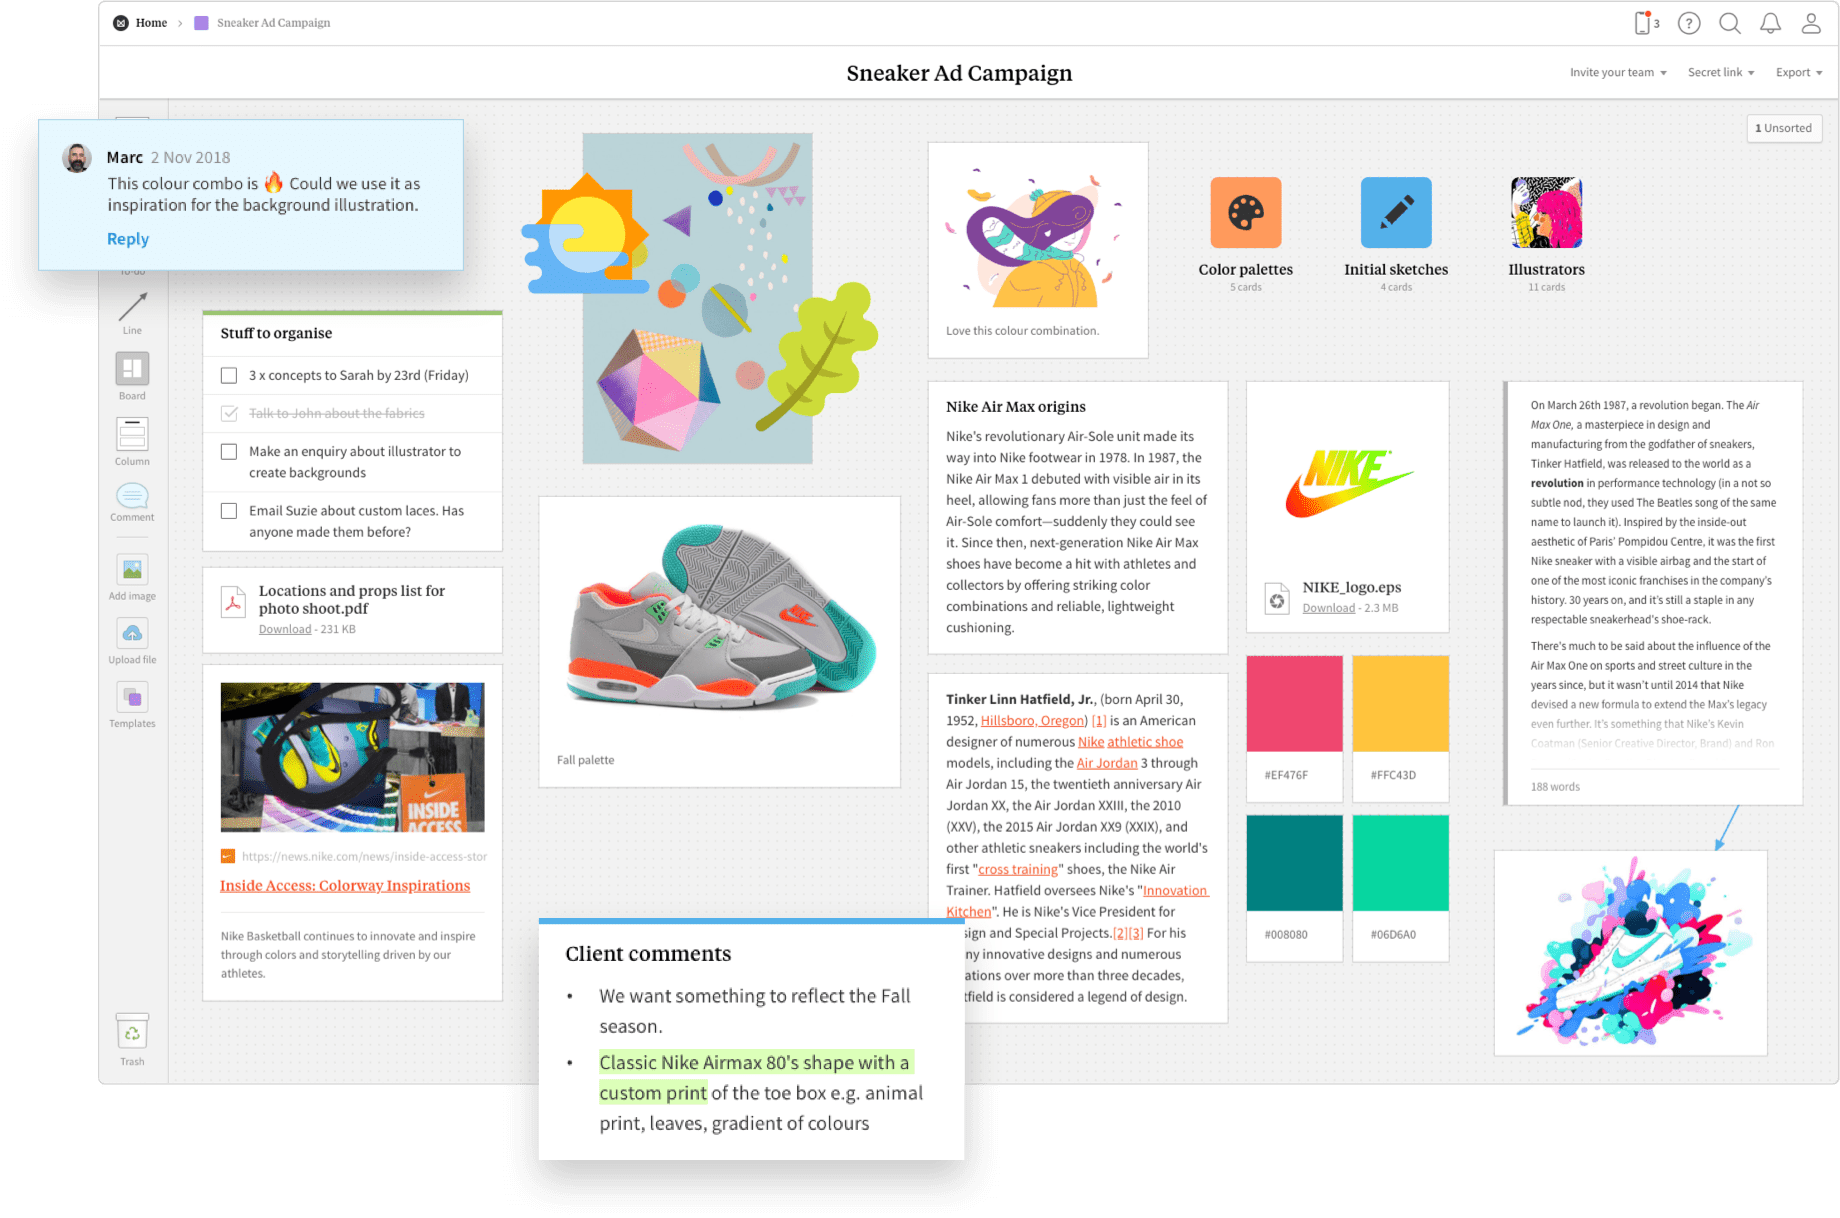 Home
Sneaker Ad Campaign
3
Sneaker Ad Campaign
Invite your team
Secret link
Export
1 Unsorted
Marc 2 Nov 2018
This colour combo is 🔥 Could we use it as
inspiration for the background illustration.
Reply
To-do
Line
Board
Column
Comment
Add image
Upload file
Templates
Trash
Stuff to organise
3 x concepts to Sarah by 23rd (Friday)
Talk to John about the fabrics
Make an enquiry about illustrator to
create backgrounds
Email Suzie about custom laces. Has
anyone made them before?
Locations and props list for
photo shoot.pdf
Download - 231 KB
INSIDE
ACCESS
https://news.nike.com/news/inside-access-stor
Inside Access: Colorway Inspirations
Nike Basketball continues to innovate and inspire
through colors and storytelling driven by our
athletes.
Fall palette
Client comments
• We want something to reflect the Fall
season.
• Classic Nike Airmax 80's shape with a
custom print of the toe box e.g. animal
print, leaves, gradient of colours
Love this colour combination.
Color palettes
5 cards
Initial sketches
4 cards
Illustrators
11 cards
Nike Air Max origins
Nike's revolutionary Air-Sole unit made its
way into Nike footwear in 1978. In 1987, the
Nike Air Max 1 debuted with visible air in its
heel, allowing fans more than just the feel of
Air-Sole comfort—suddenly they could see
it. Since then, next-generation Nike Air Max
shoes have become a hit with athletes and
collectors by offering striking color
combinations and reliable, lightweight
cushioning.
Tinker Linn Hatfield, Jr., (born April 30,
1952, Hillsboro, Oregon) [1] is an American
designer of numerous Nike athletic shoe
models, including the Air Jordan 3 through
Air Jordan 15, the twentieth anniversary Air
Jordan XX, the Air Jordan XXIII, the 2010
(XXV), the 2015 Air Jordan XX9 (XXIX), and
other athletic sneakers including the world's
first "cross training" shoes, the Nike Air
Trainer. Hatfield oversees Nike's "Innovation
Kitchen". He is Nike's Vice President for
sign and Special Projects.[2][3] For his
ny innovative designs and numerous
ations over more than three decades,
tfield is considered a legend of design.
NIKE
NIKE_logo.eps
Download - 2.3 MB
#EF476F
#FFC43D
#008080
#06D6A0
On March 26th 1987, a revolution began. The Air
Max One, a masterpiece in design and
manufacturing from the godfather of sneakers,
Tinker Hatfield, was released to the world as a
revolution in performance technology (in a not so
subtle nod, they used The Beatles song of the same
name to launch it). Inspired by the inside-out
aesthetic of Paris' Pompidou Centre, it was the first
Nike sneaker with a visible airbag and the start of
one of the most iconic franchises in the company's
history. 30 years on, and it's still a staple in any
respectable sneakerhead's shoe-rack.
There's much to be said about the influence of the
Air Max One on sports and street culture in the
years since, but it wasn't until 2014 that Nike
devised a new formula to extend the Max's legacy
even further. It's something that Nike's Kevin
Coatman (Senior Creative Director, Brand) and Ron
188 words